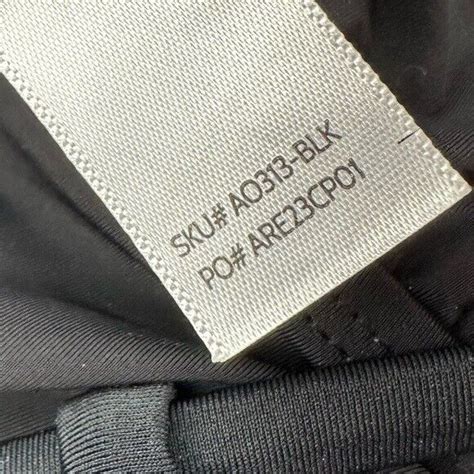 SKU# AO313-BLK
PO# ARE23CP01